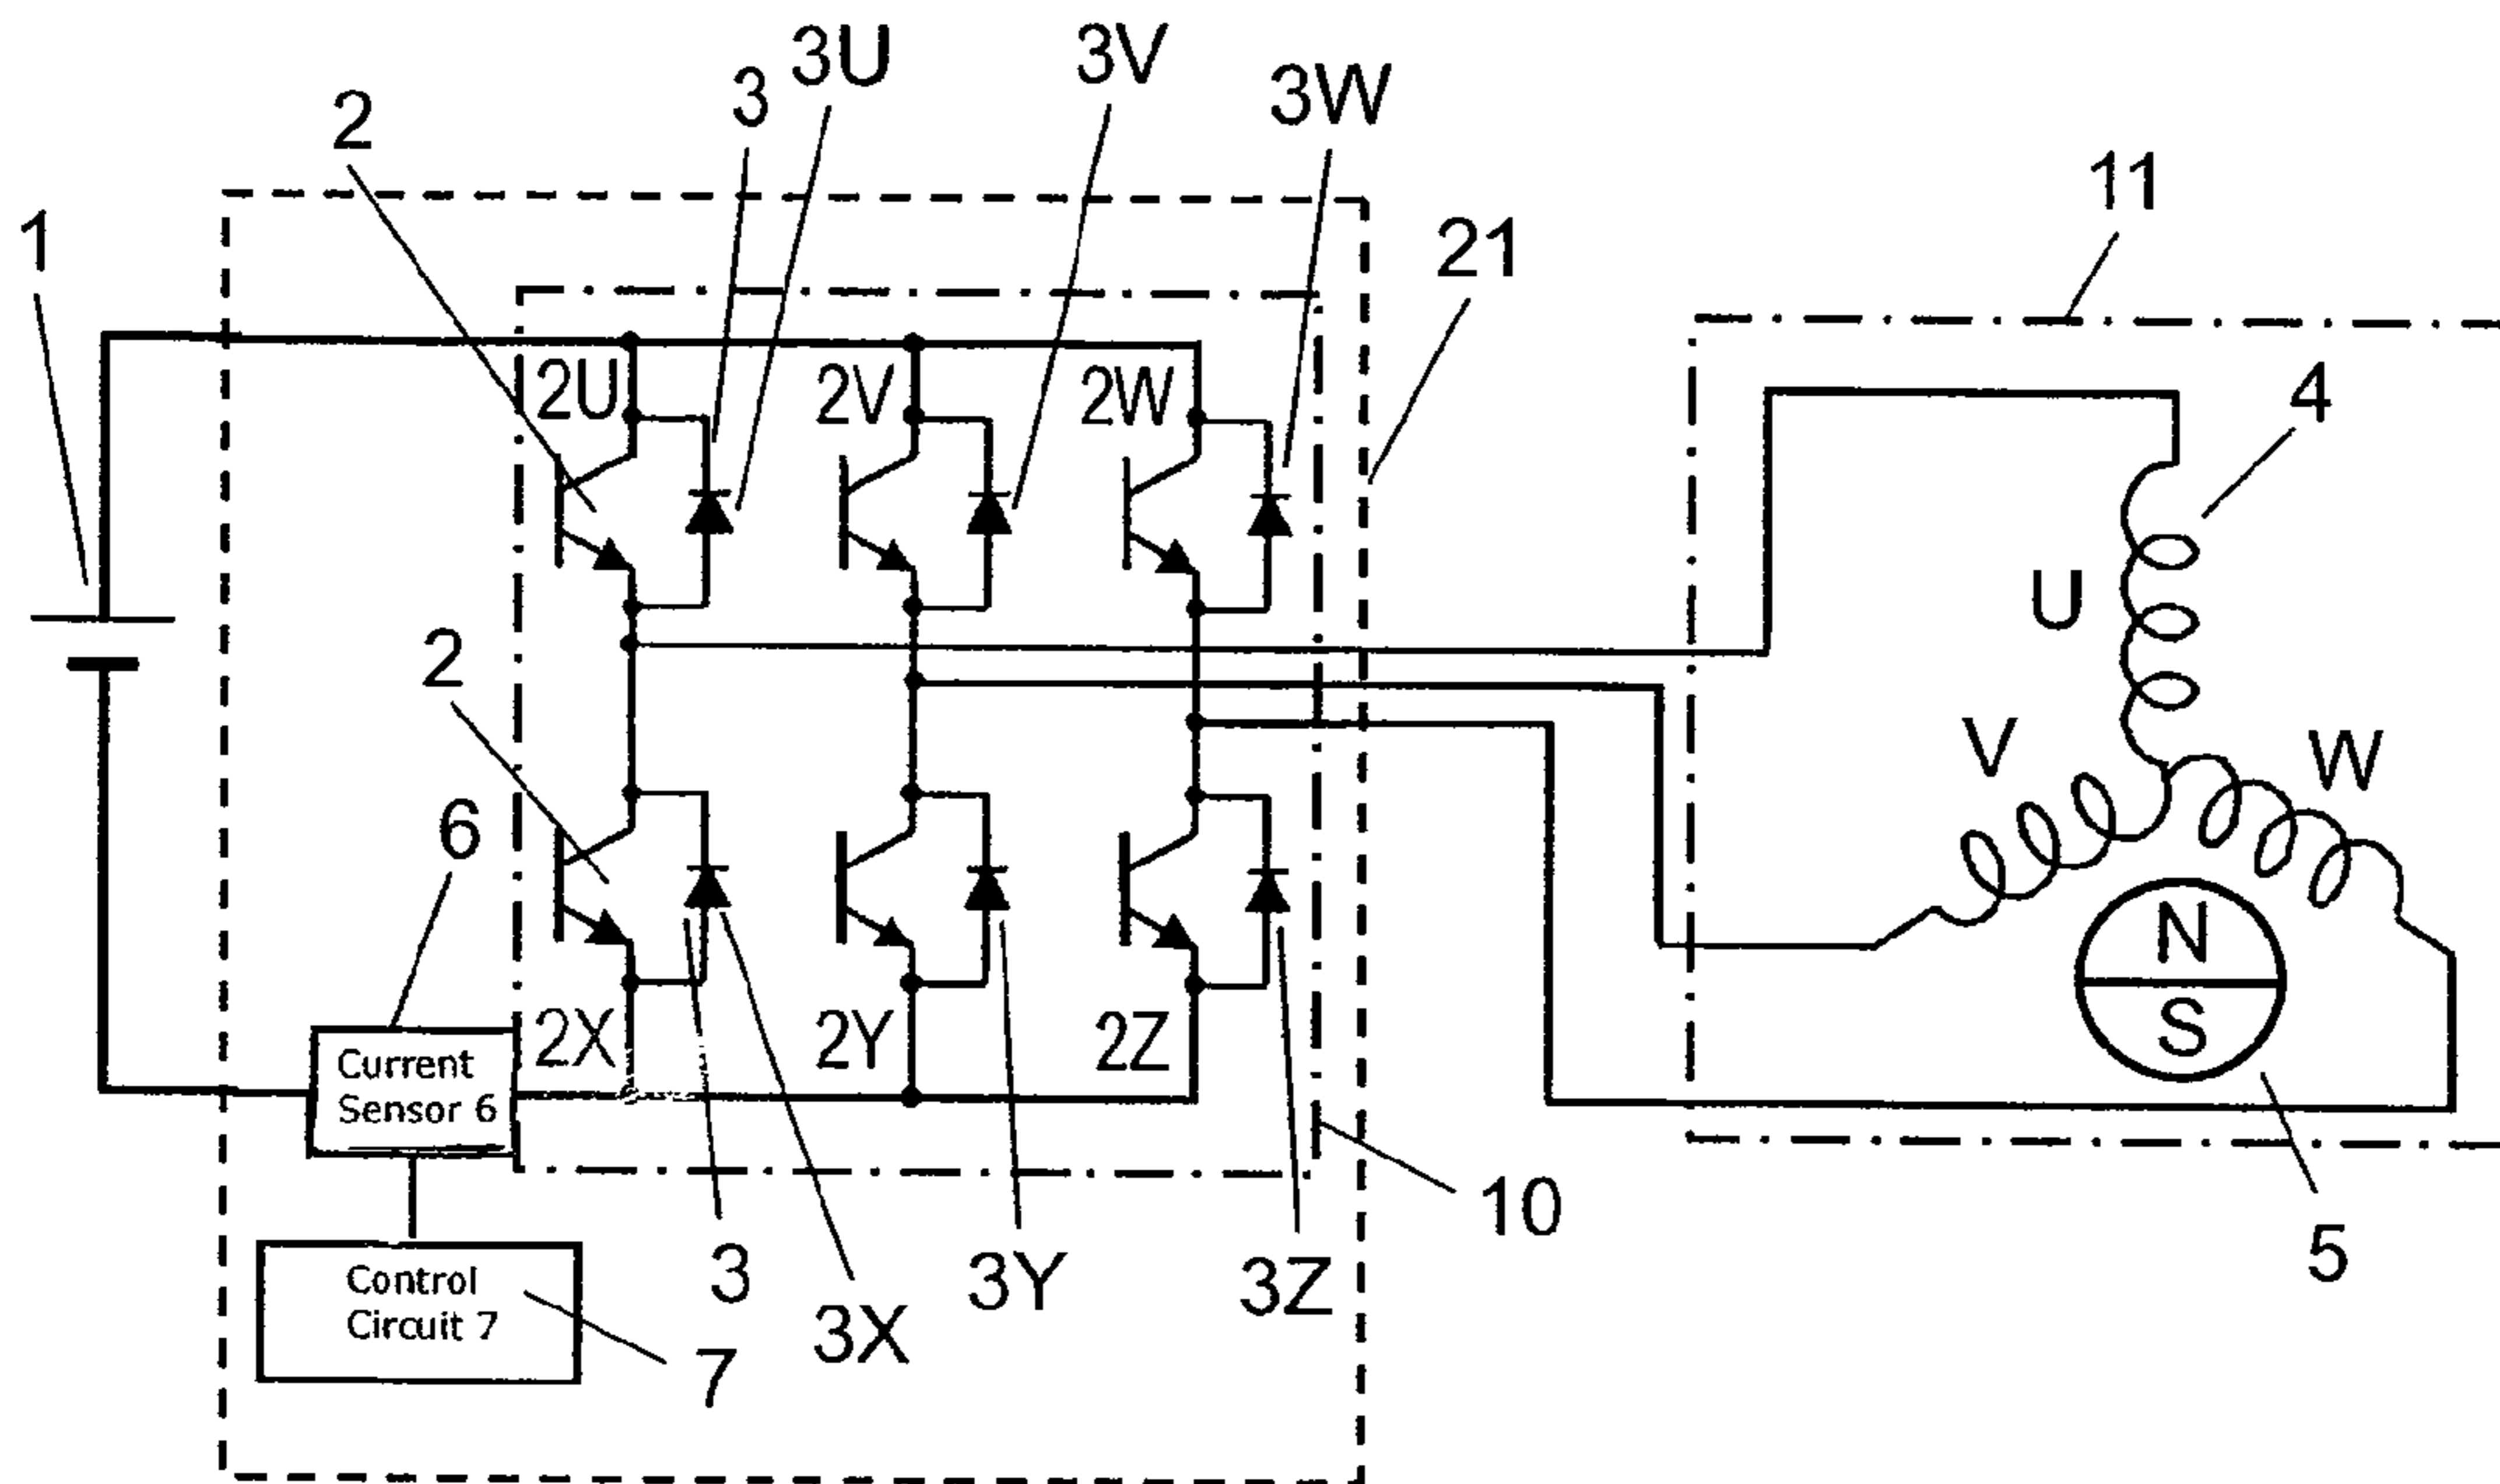 3U
3V
3
3W
2
11
1
21
2U
2V
2W
4
U
2
V
W
6
N
S
2X
2Y
2Z
Current
Sensor 6
10
Control
Circuit 7
3
3Y
3Z
5
3X
7